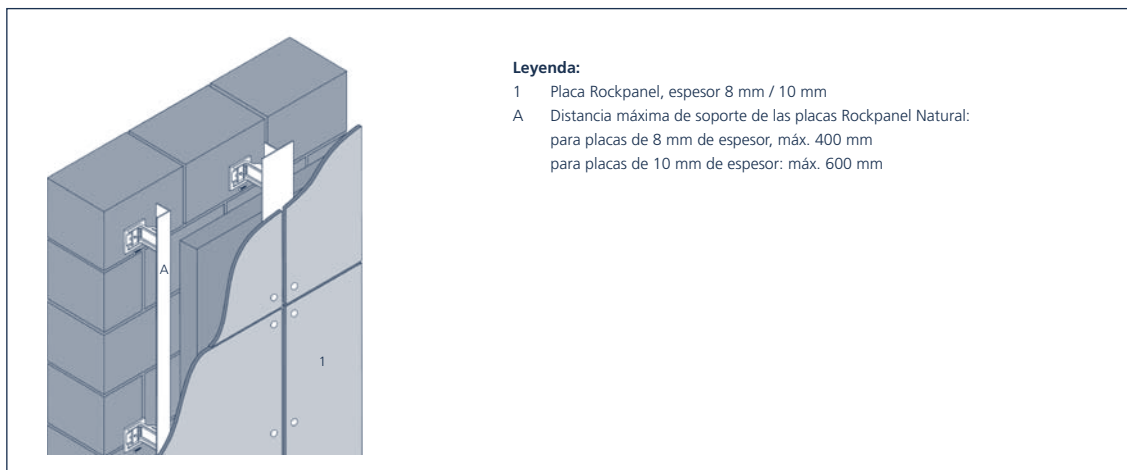 Leyenda:
1 Placa Rockpanel, espesor 8 mm / 10 mm
A Distancia máxima de soporte de las placas Rockpanel Natural:
para placas de 8 mm de espesor, máx. 400 mm
para placas de 10 mm de espesor: máx. 600 mm
A
1